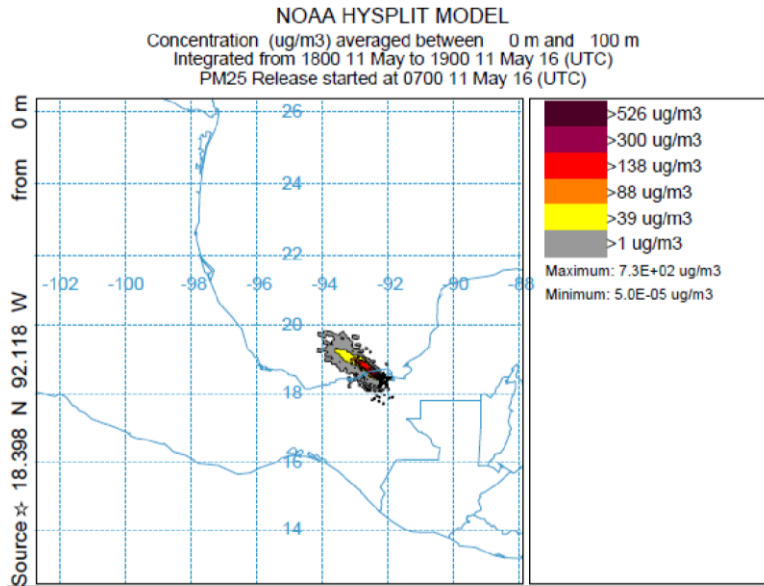 NOAA HYSPLIT MODEL
Concentration (ug/m3) averaged between 0 m and 100 m
Integrated from 1800 11 May to 1900 11 May 16 (UTC)
PM25 Release started at 0700 11 May 16 (UTC)
Source ☆ 18.398 N 92.118 W from 0 m
26
24
22
-102 -100 -98 -96 -94 -92 -90 -88
20
18
16
14
>526 ug/m3
>300 ug/m3
>138 ug/m3
>88 ug/m3
>39 ug/m3
>1 ug/m3
Maximum: 7.3E+02 ug/m3
Minimum: 5.0E-05 ug/m3